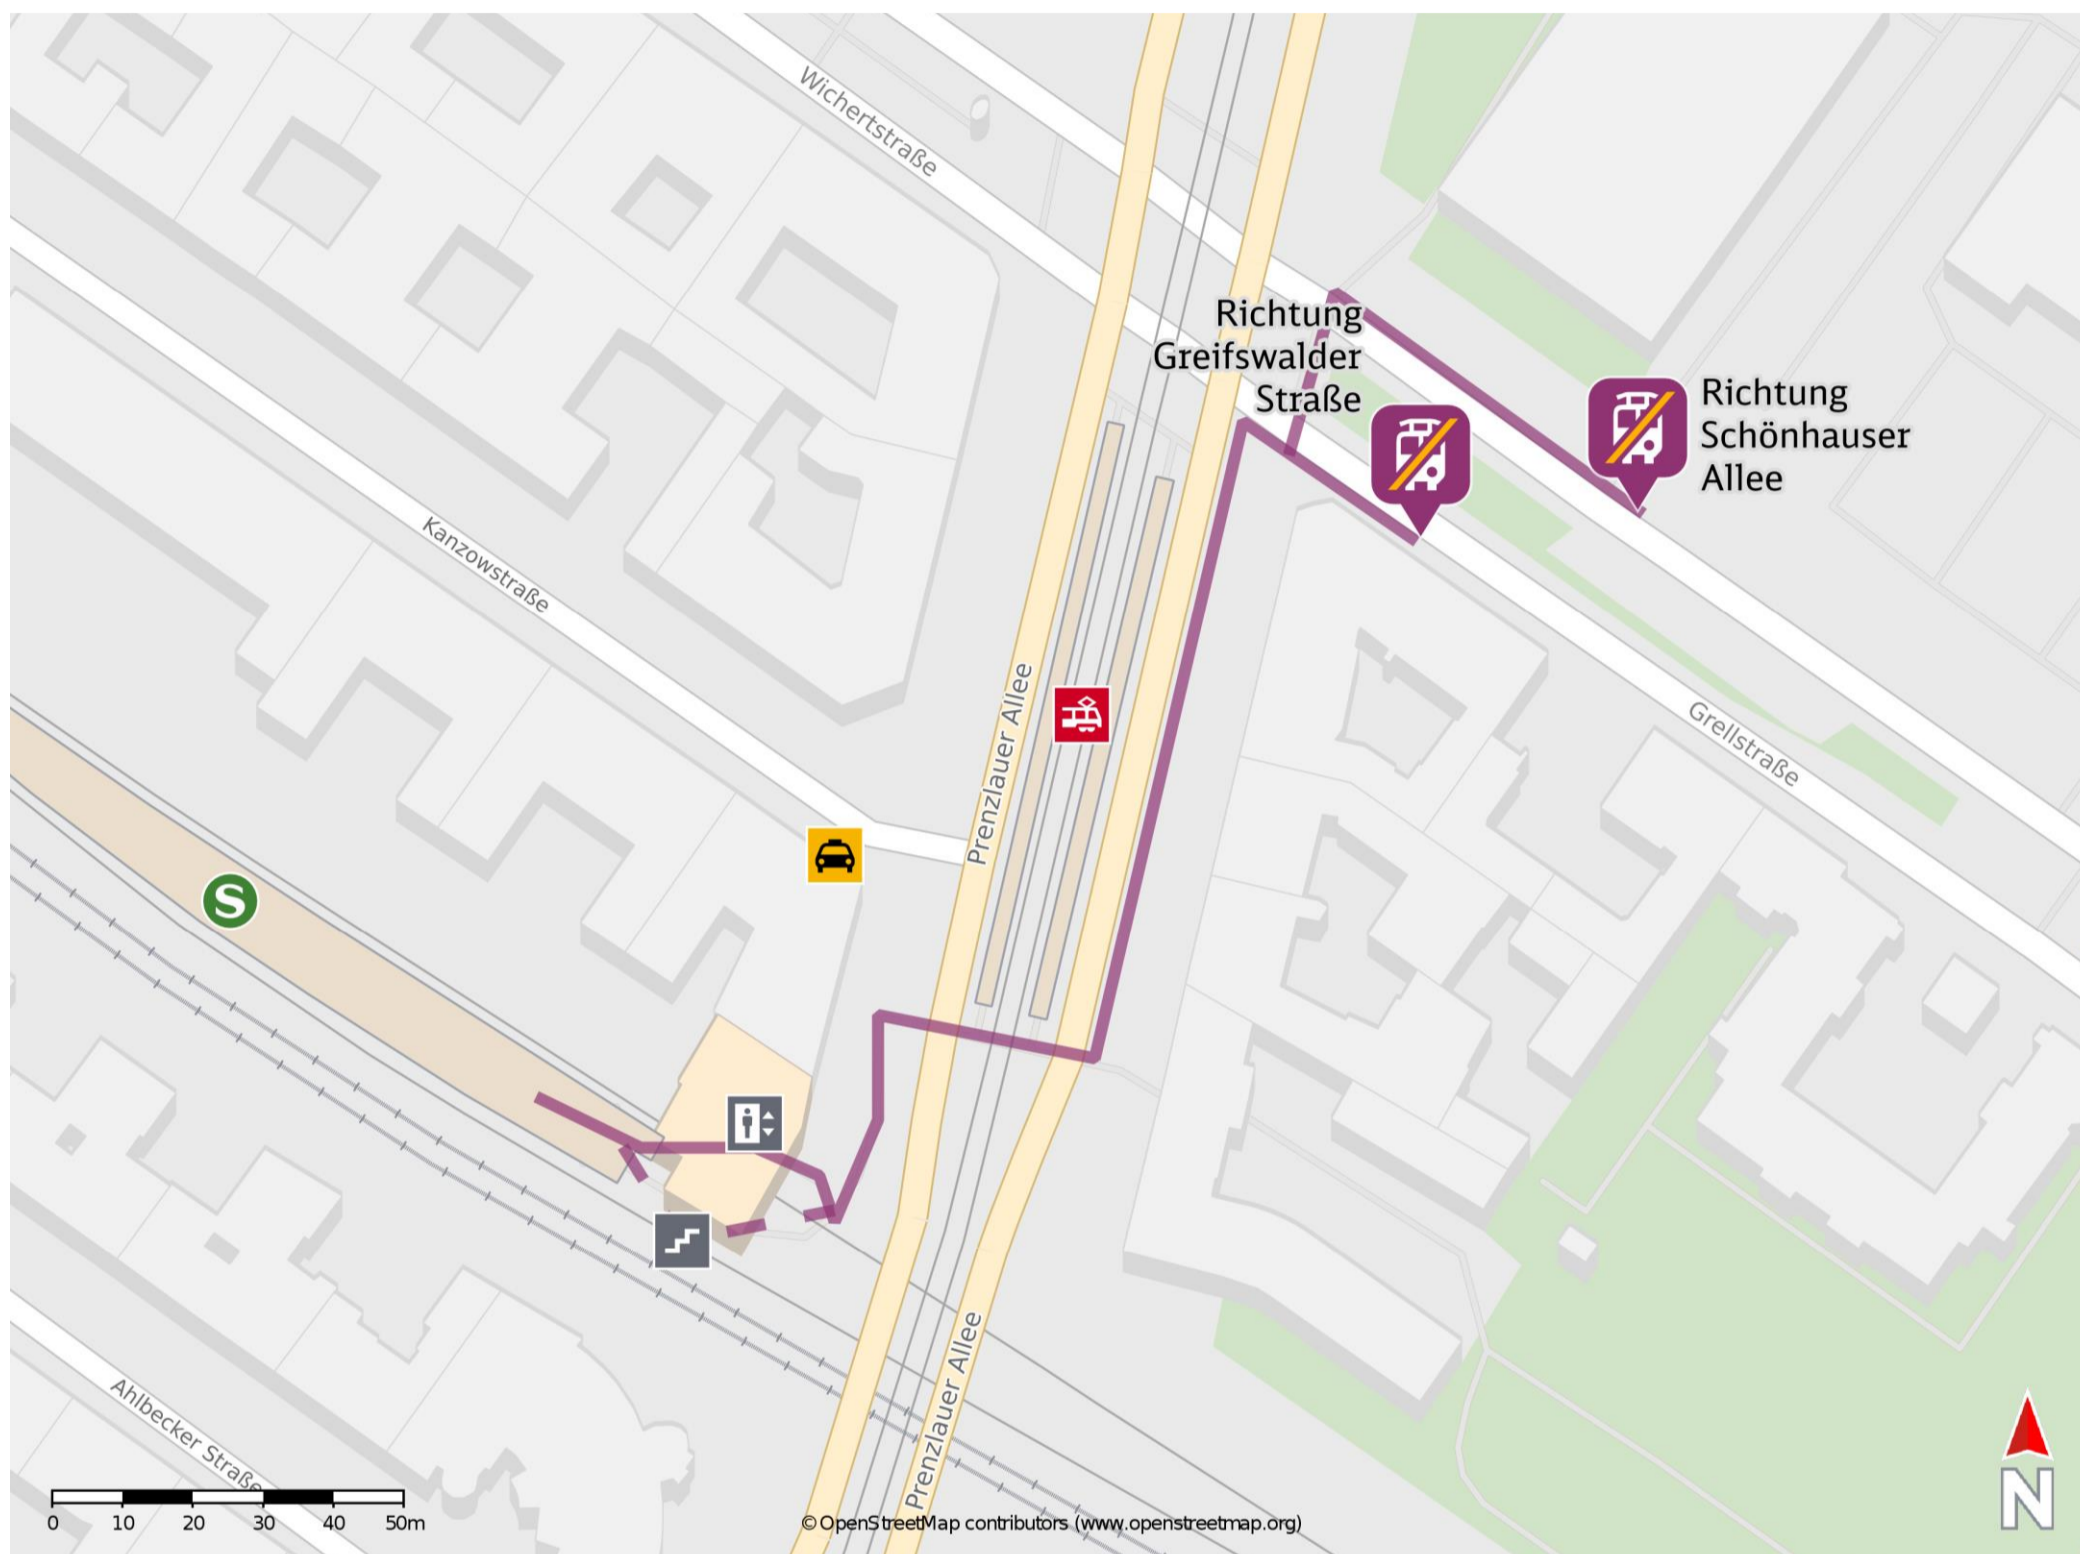 Wichertstraße
Richtung
Greifswalder
Straße
Richtung
Schönhauser
Allee
Kanzowstraße
Prenzlauer Allee
Grellstraße
S
Prenzlauer Allee
Ahlbecker Straße
0 10 20 30 40 50m
© OpenStreetMap contributors (www.openstreetmap.org)
N